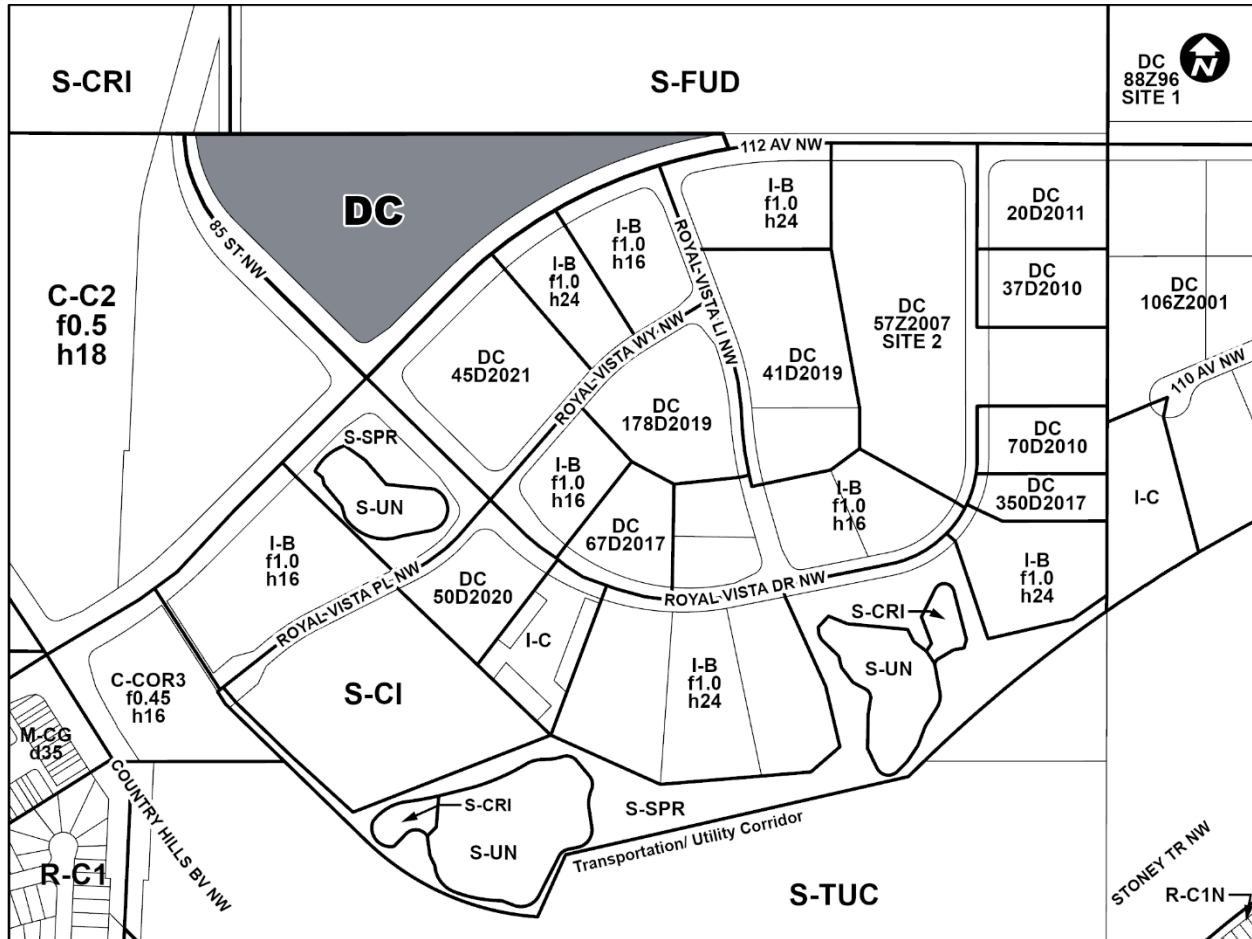 S-CRI
S-FUD
DC
88Z96
SITE 1
N
112 AV NW
DC
85 ST NW
C-C2
f0.5
h18
I-B
f1.0
h24
I-B
f1.0
h16
ROYAL VISTA LI NW
I-B
f1.0
h24
DC
20D2011
DC
37D2010
DC
106Z2001
DC
57Z2007
SITE 2
DC
45D2021
ROYAL VISTA WY NW
DC
41D2019
110 AV NW
DC
178D2019
S-SPR
S-UN
I-B
f1.0
h16
DC
70D2010
DC
350D2017
I-C
I-B
f1.0
h16
DC
67D2017
I-B
f1.0
h16
ROYAL VISTA PL NW
DC
50D2020
ROYAL VISTA DR NW
I-B
f1.0
h24
S-CRI
S-UN
I-C
C-COR3
f0.45
h16
S-CI
I-B
f1.0
h24
M-CG
d35
COUNTRY HILLS BV NW
S-CRI
S-SPR
S-UN
Transportation/ Utility Corridor
R-C1
S-TUC
STONEY TR NW
R-C1N